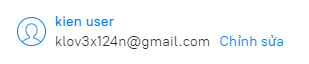 kien user
klov3x124n@gmail.com Chỉnh sửa